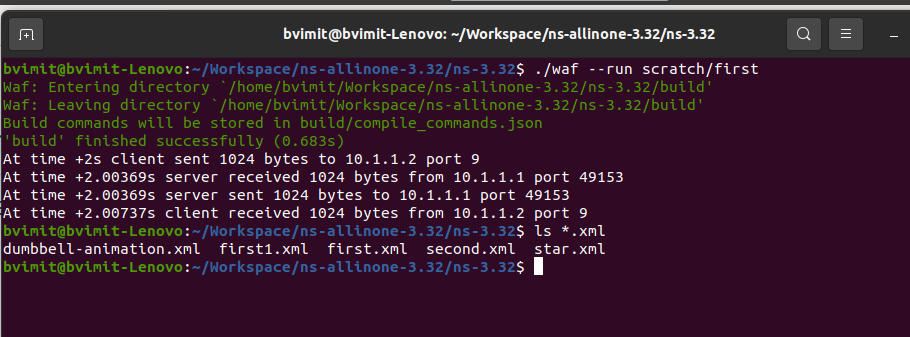 bvimit@bvimit-Lenovo: ~/Workspace/ns-allinone-3.32/ns-3.32
bvimit@bvimit-Lenovo:~/Workspace/ns-allinone-3.32/ns-3.32$ ./waf --run scratch/first
Waf: Entering directory `/home/bvimit/Workspace/ns-allinone-3.32/ns-3.32/build'
Waf: Leaving directory `/home/bvimit/Workspace/ns-allinone-3.32/ns-3.32/build'
Build commands will be stored in build/compile_commands.json
'build' finished successfully (0.683s)
At time +2s client sent 1024 bytes to 10.1.1.2 port 9
At time +2.00369s server received 1024 bytes from 10.1.1.1 port 49153
At time +2.00369s server sent 1024 bytes to 10.1.1.1 port 49153
At time +2.00737s client received 1024 bytes from 10.1.1.2 port 9
bvimit@bvimit-Lenovo:~/Workspace/ns-allinone-3.32/ns-3.32$ ls *.xml
dumbbell-animation.xml  first1.xml  first.xml  second.xml  star.xml
bvimit@bvimit-Lenovo:~/Workspace/ns-allinone-3.32/ns-3.32$